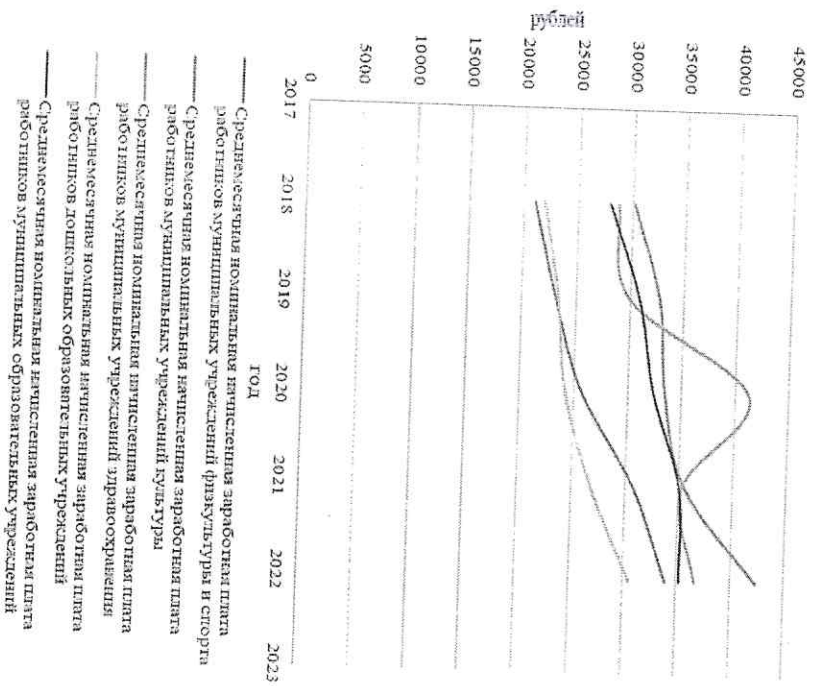 рублей
45000
40000
35000
30000
25000
20000
15000
10000
5000
0
2017
2018
2019
2020
2021
2022
2023
год
Среднемесячная номинальная начисленная заработная плата
работников муниципальных учреждений физкультуры и спорта
Среднемесячная номинальная начисленная заработная плата
работников муниципальных учреждений культуры
Среднемесячная номинальная начисленная заработная плата
работников муниципальных учреждений здравоохранения
Среднемесячная номинальная начисленная заработная плата
работников дошкольных образовательных учреждений
Среднемесячная номинальная начисленная заработная плата
работников муниципальных образовательных учреждений